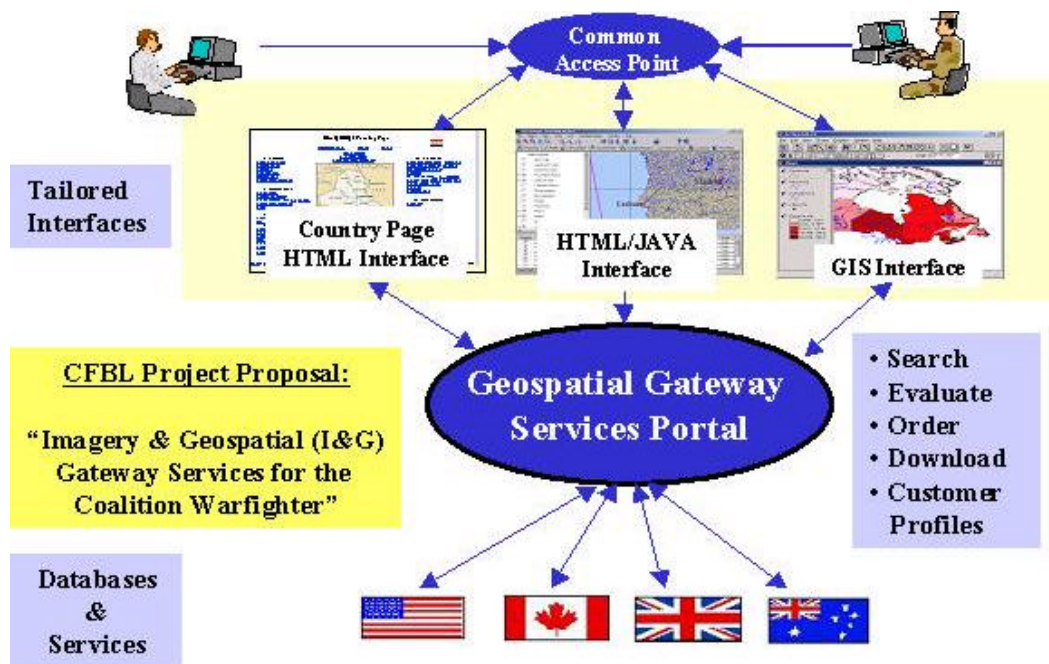 Common
Access Point
Tailored
Interfaces
Country Page
HTML Interface
HTML/JAVA
Interface
GIS Interface
CFBL Project Proposal:
“Imagery & Geospatial (I&G)
Gateway Services for the
Coalition Warfighter”
Geospatial Gateway
Services Portal
• Search
• Evaluate
• Order
• Download
• Customer
Profiles
Databases
&
Services